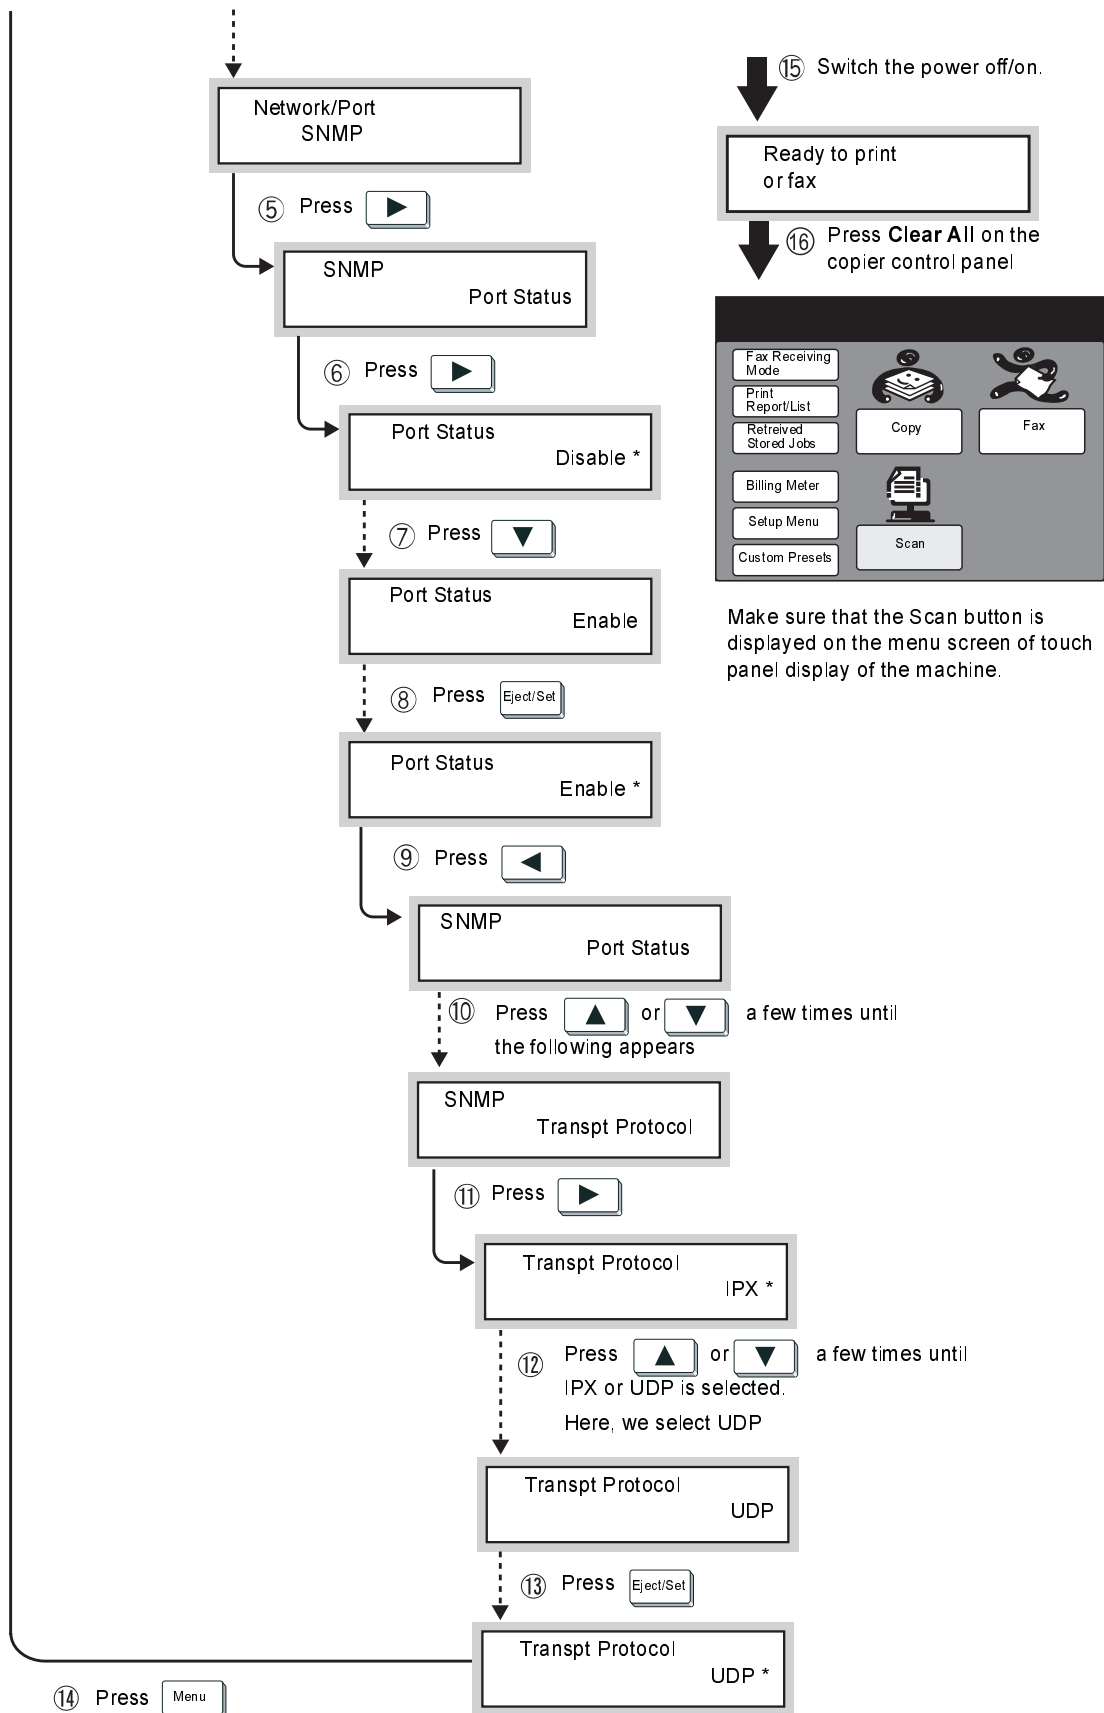 Network/Port
SNMP
⑤ Press ▶
SNMP
Port Status
⑥ Press ▶
Port Status
Disable *
⑦ Press ▼
Port Status
Enable
⑧ Press Eject/Set
Port Status
Enable *
⑨ Press ◀
SNMP
Port Status
⑩ Press ▲ or ▼ a few times until
the following appears
SNMP
Transpt Protocol
⑪ Press ▶
Transpt Protocol
IPX *
⑫ Press ▲ or ▼ a few times until
IPX or UDP is selected.
Here, we select UDP
Transpt Protocol
UDP
⑬ Press Eject/Set
Transpt Protocol
UDP *
⑭ Press Menu
⑮ Switch the power off/on.
Ready to print
or fax
⑯ Press Clear All on the
copier control panel
Fax Receiving
Mode
Print
Report/List
Retreived
Stored Jobs
Copy
Fax
Billing Meter
Setup Menu
Custom Presets
Scan
Make sure that the Scan button is
displayed on the menu screen of touch
panel display of the machine.